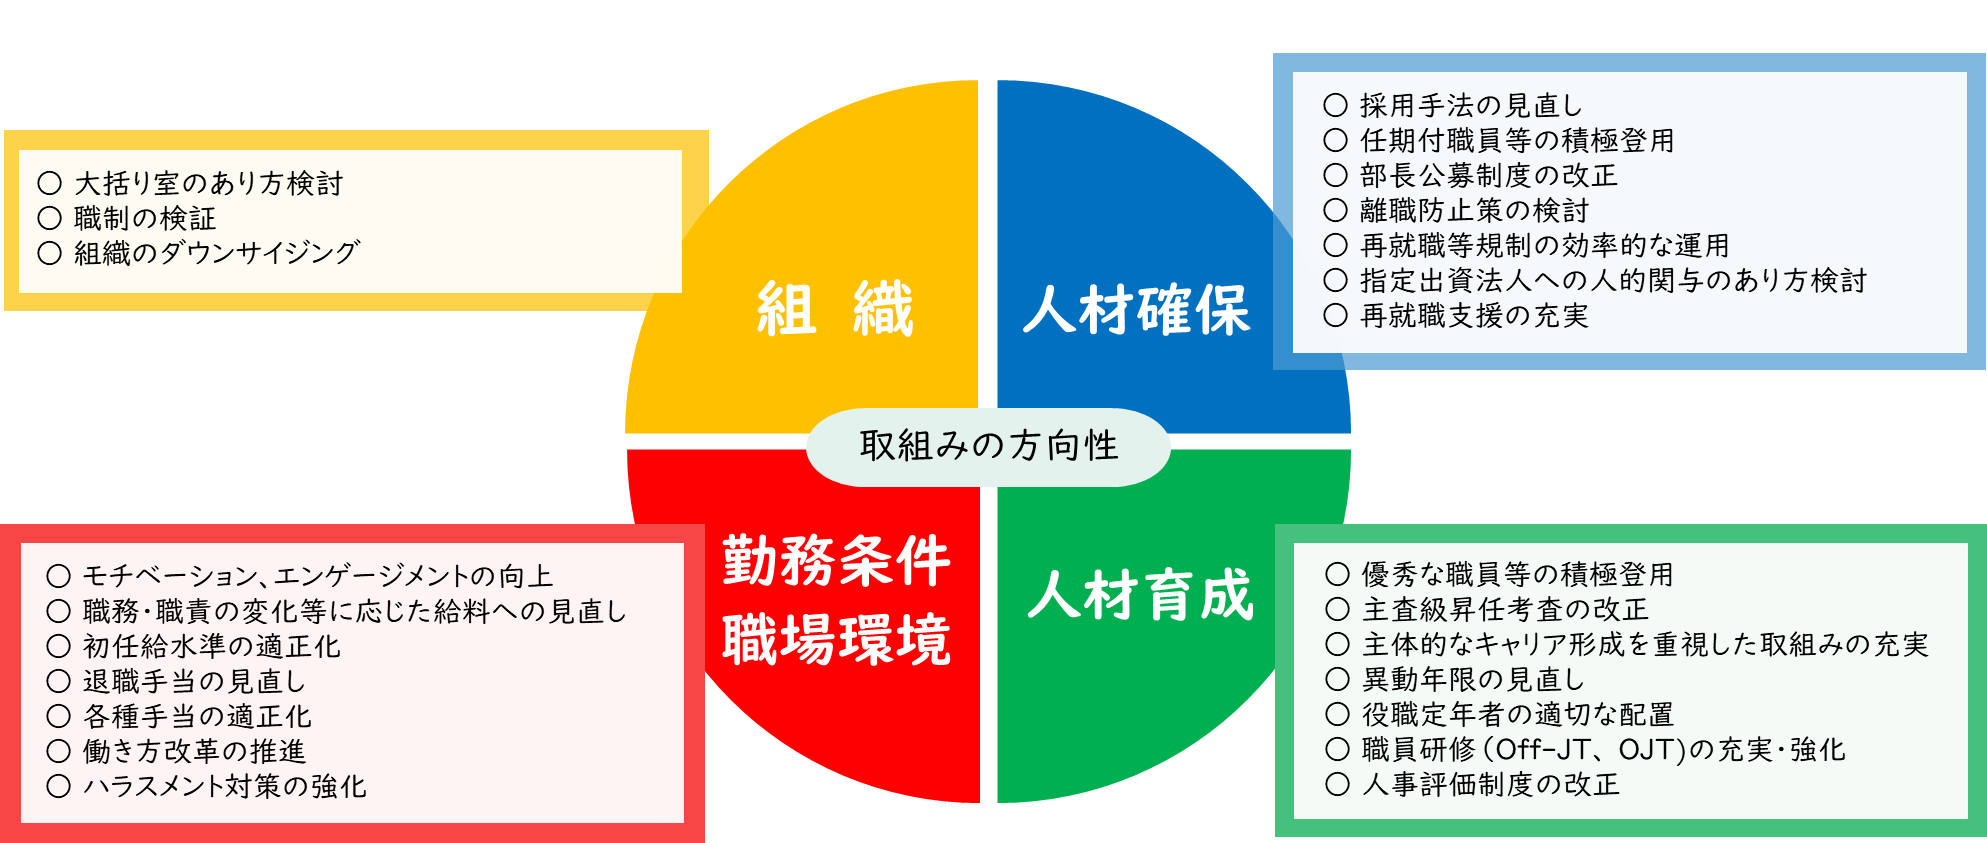 ○ 大括り室のあり方検討
○ 職制の検証
○ 組織のダウンサイジング
組 織
人材確保
○ 採用手法の見直し
○ 任期付職員等の積極登用
○ 部長公募制度の改正
○ 離職防止策の検討
○ 再就職等規制の効率的な運用
○ 指定出資法人への人的関与のあり方検討
○ 再就職支援の充実
取組みの方向性
○ モチベーション、エンゲージメントの向上
○ 職務・職責の変化等に応じた給料への見直し
○ 初任給水準の適正化
○ 退職手当の見直し
○ 各種手当の適正化
○ 働き方改革の推進
○ ハラスメント対策の強化
勤務条件
職場環境
人材育成
○ 優秀な職員等の積極登用
○ 主査級昇任考査の改正
○ 主体的なキャリア形成を重視した取組みの充実
○ 異動年限の見直し
○ 役職定年者の適切な配置
○ 職員研修（Off-JT、OJT)の充実・強化
○ 人事評価制度の改正